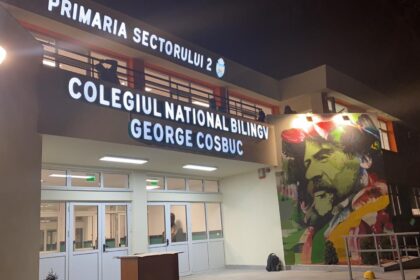 PRIMARIA SECTORULUI 2
COLEGIUL NATIONAL BILINGV
GEORGE COSBUC